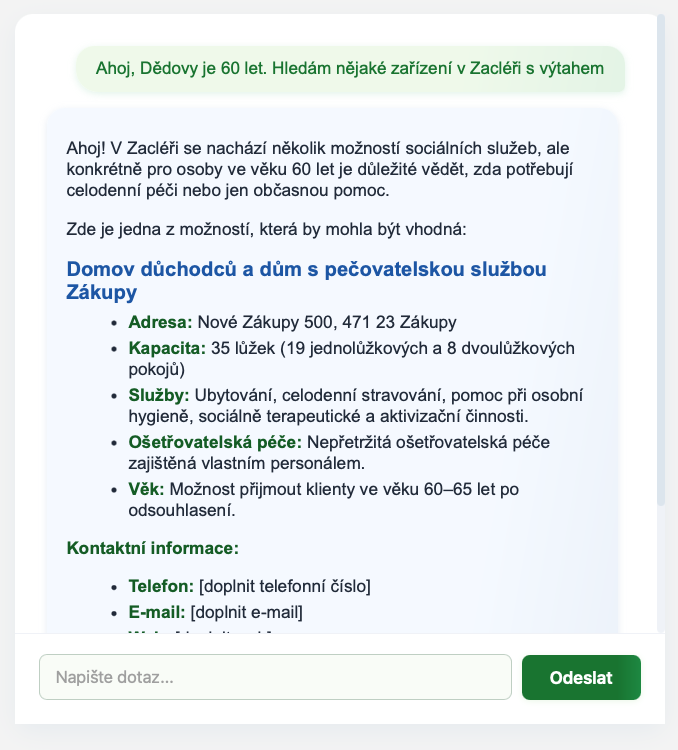 Ahoj, Dědovy je 60 let. Hledám nějaké zařízení v Zacléři s výtahem
Ahoj! V Zacléři se nachází několik možností sociálních služeb, ale
konkrétně pro osoby ve věku 60 let je důležité vědět, zda potřebují
celodenní péči nebo jen občasnou pomoc.
Zde je jedna z možností, která by mohla být vhodná:
Domov důchodců a dům s pečovatelskou službou
Zákupy
• Adresa: Nové Zákupy 500, 471 23 Zákupy
• Kapacita: 35 lůžek (19 jednolůžkových a 8 dvoulůžkových
pokojů)
• Služby: Ubytování, celodenní stravování, pomoc při osobní
hygieně, sociálně terapeutické a aktivizační činnosti.
• Ošetřovatelská péče: Nepřetržitá ošetřovatelská péče
zajištěná vlastním personálem.
• Věk: Možnost přijmout klienty ve věku 60–65 let po
odsouhlasení.
Kontaktní informace:
• Telefon: [doplnit telefonní číslo]
• E-mail: [doplnit e-mail]
Napište dotaz...
Odeslat